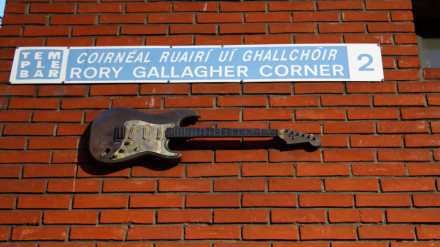 TEM
PLE
BAR
COIRNÉAL RUAIRÍ UÍ GHALLCHÓIR
RORY GALLAGHER CORNER
2